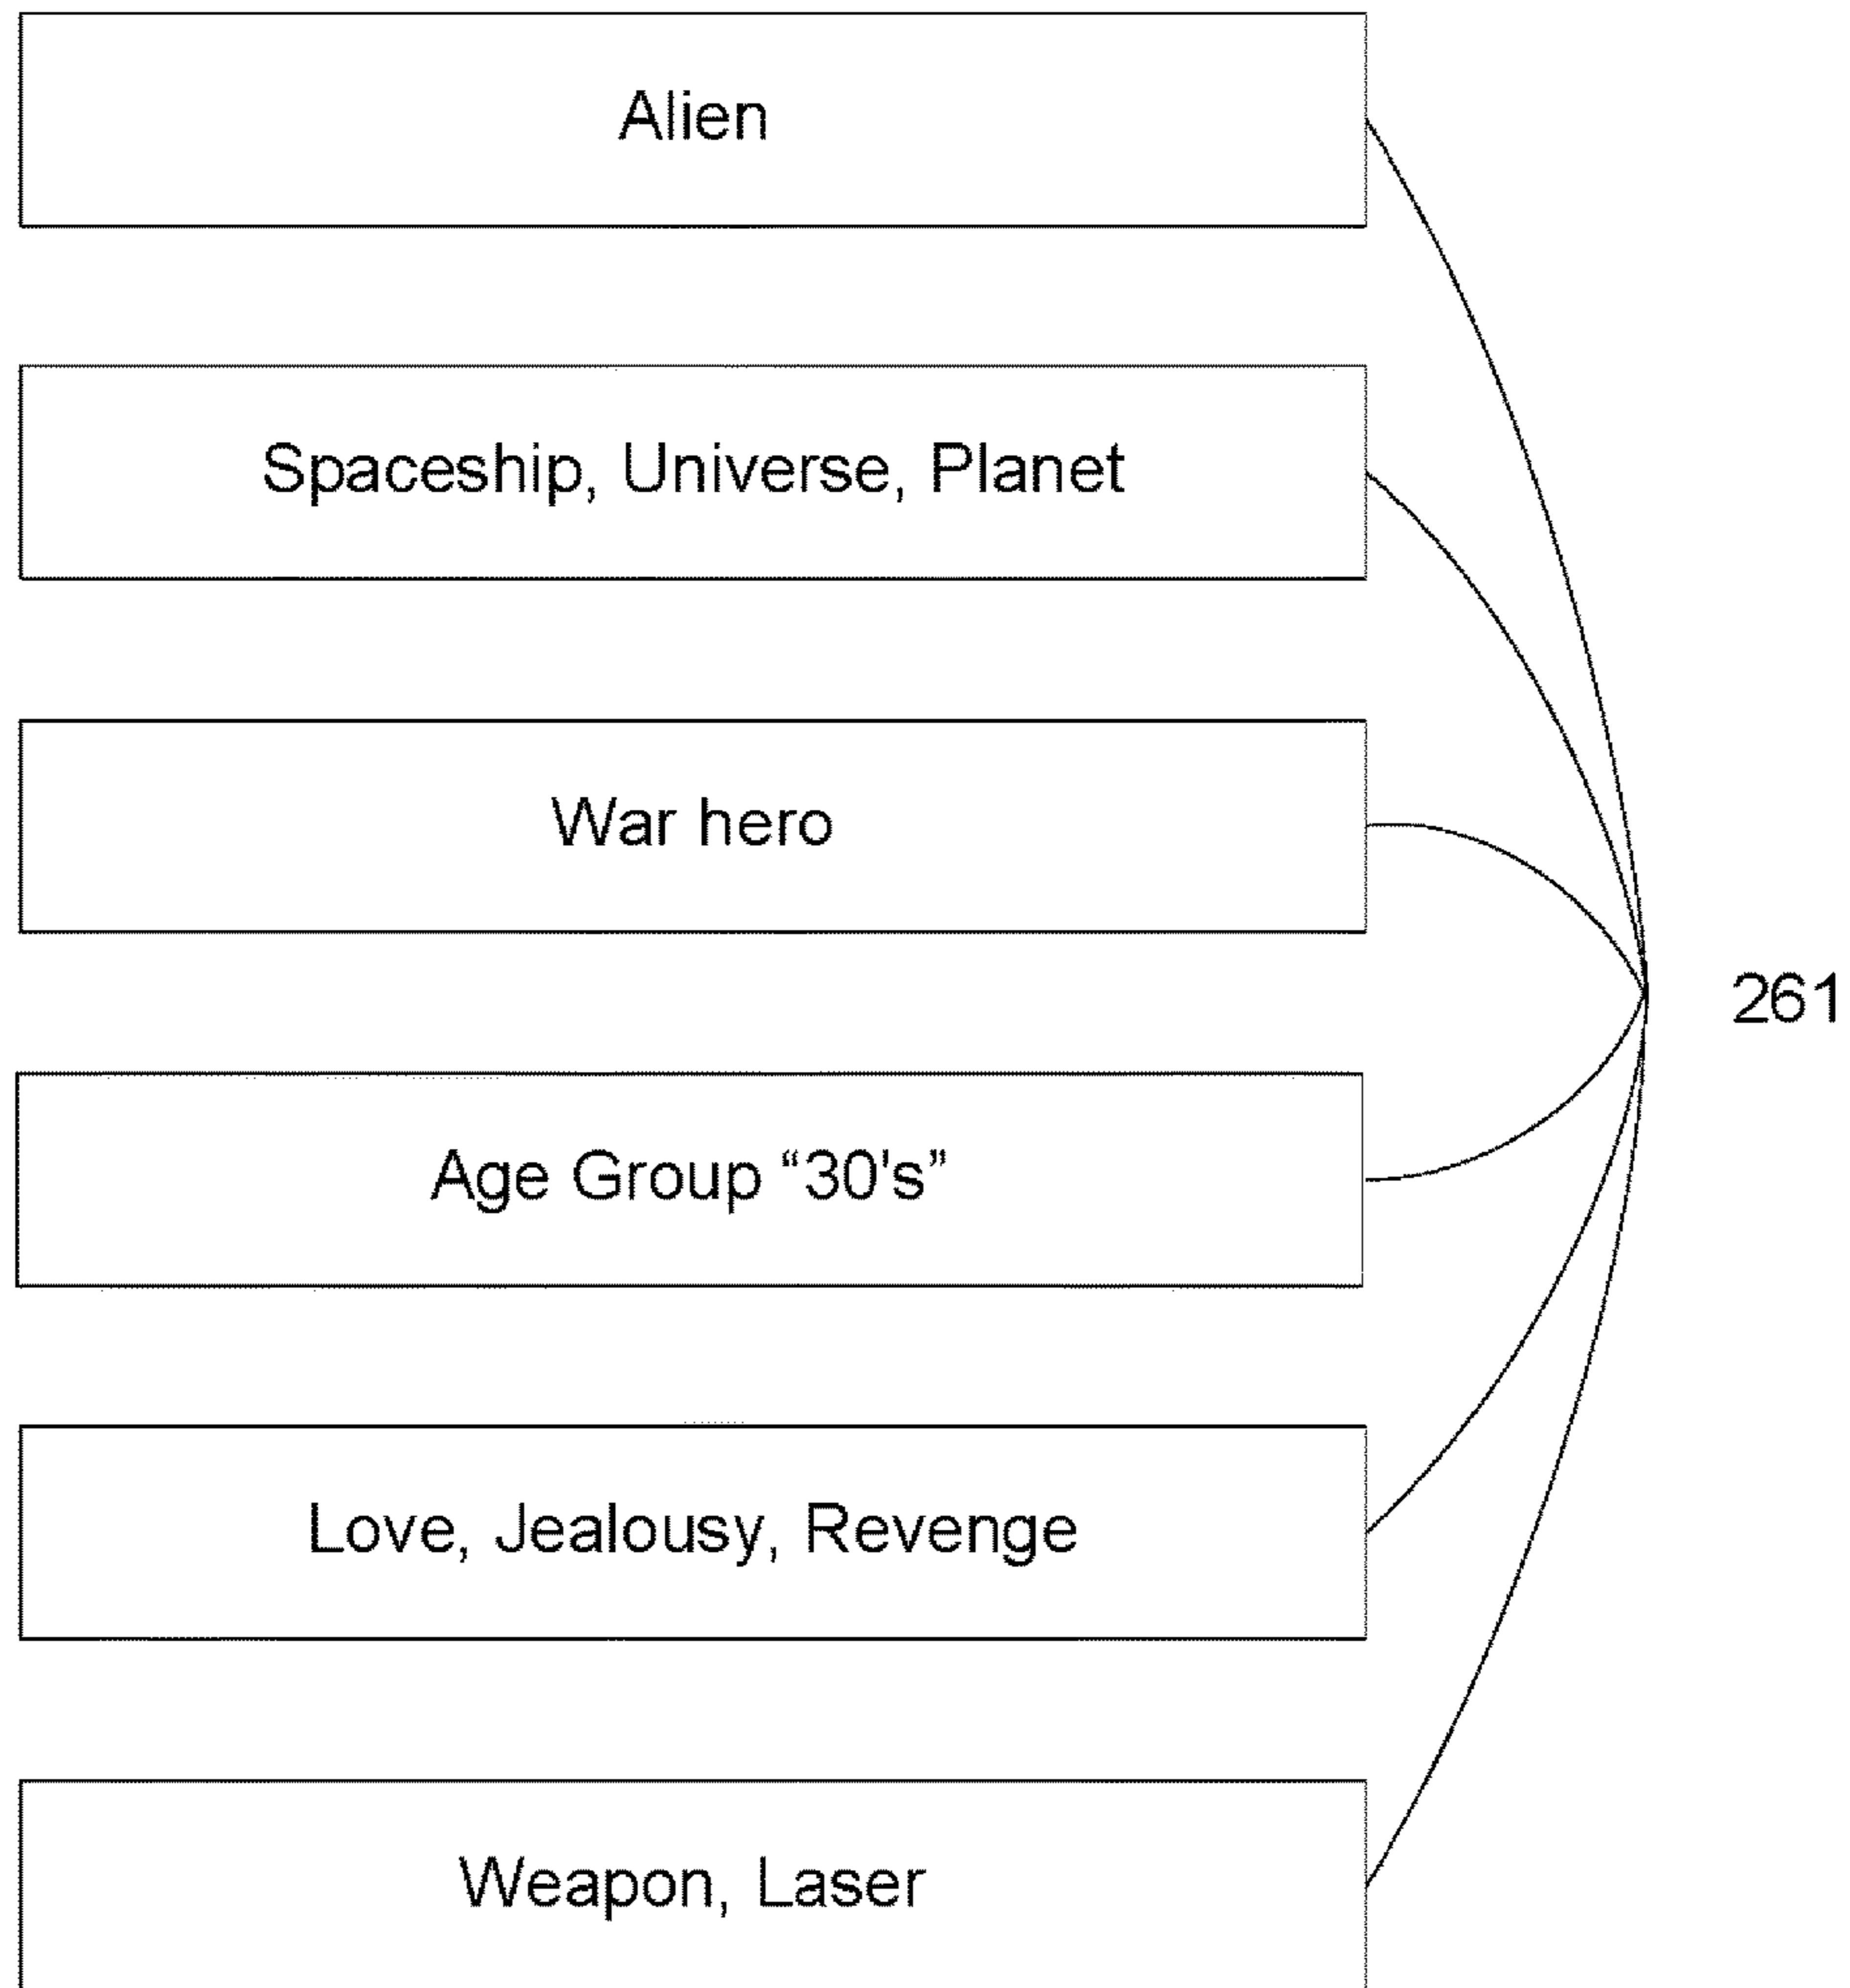 Alien
Spaceship, Universe, Planet
War hero
261
Age Group “30's”
Love, Jealousy, Revenge
Weapon, Laser